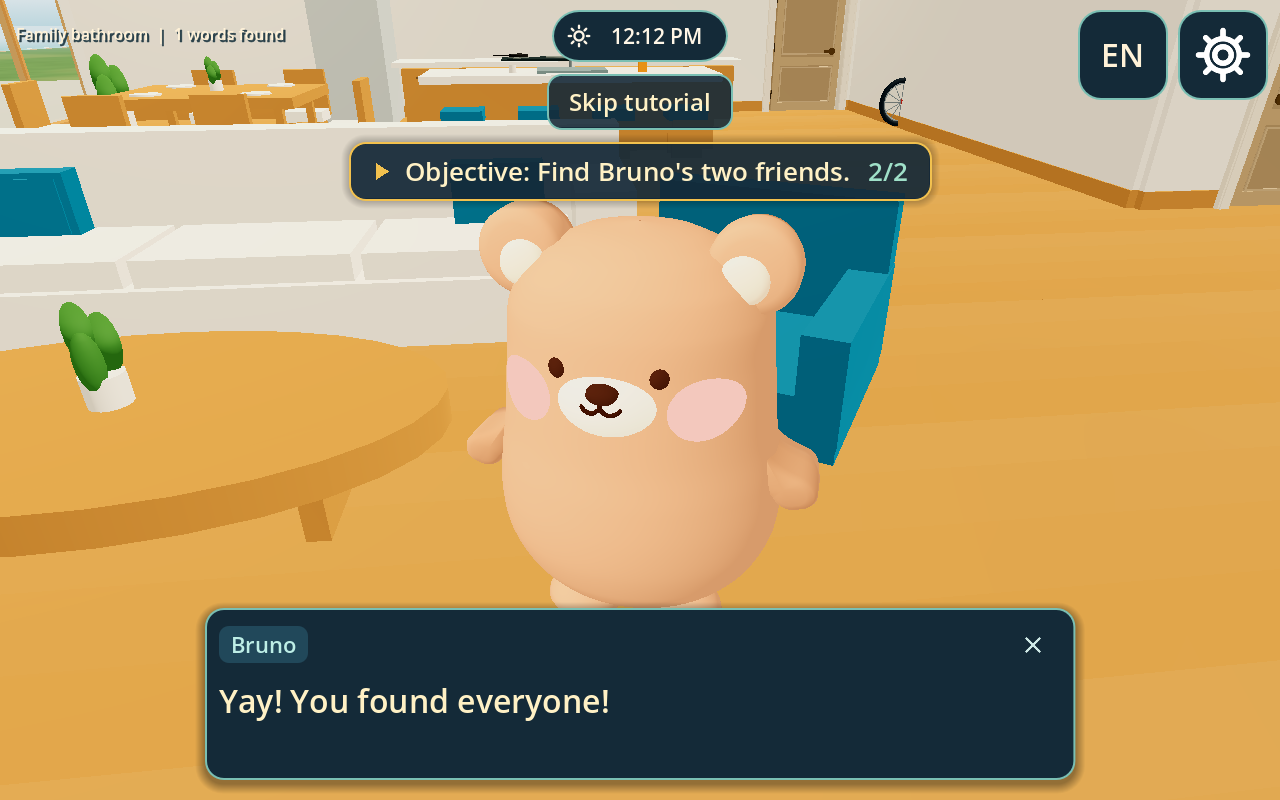 Family bathroom | 1 words found
12:12 PM
EN
Skip tutorial
Objective: Find Bruno's two friends. 2/2
Bruno
Yay! You found everyone!